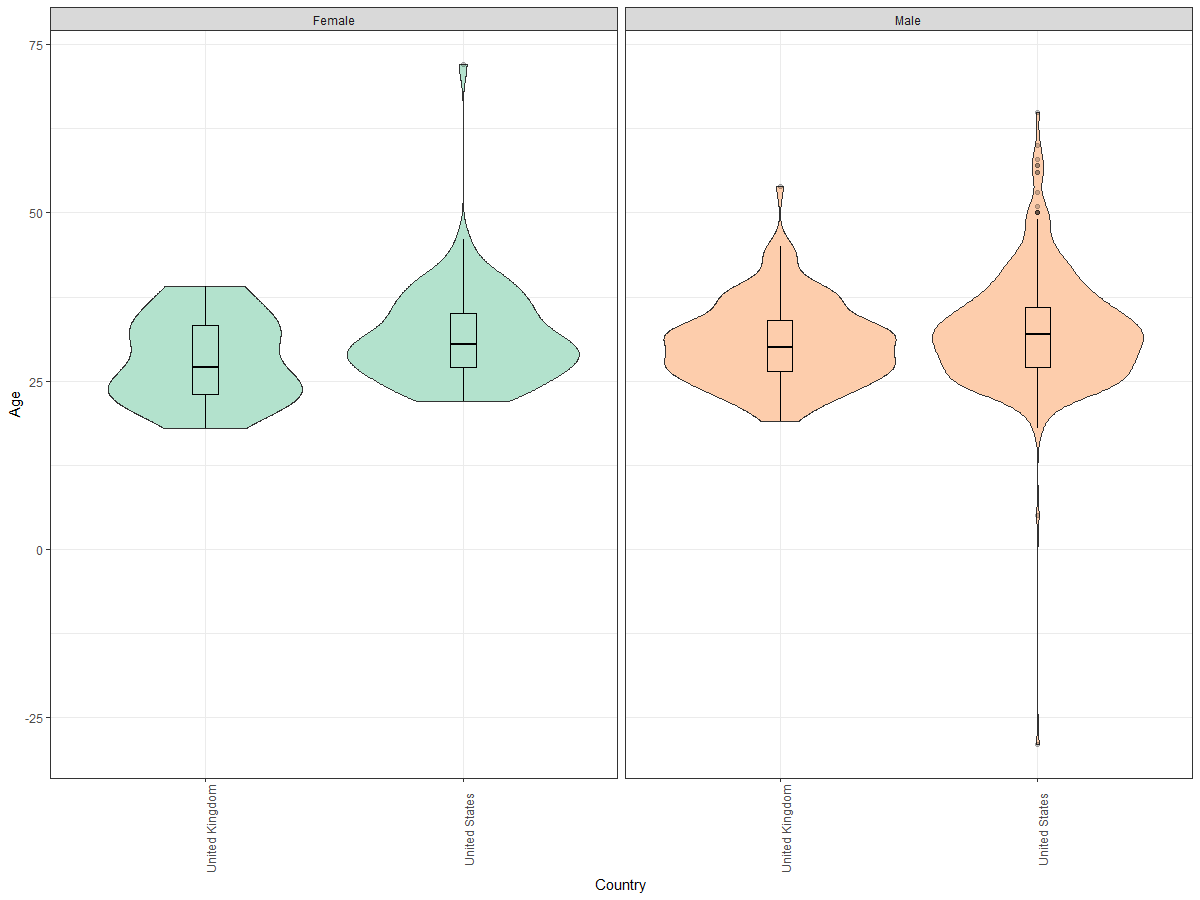 Female
Male
75
50
25
0
-25
Age
United Kingdom
United States
United Kingdom
United States
Country